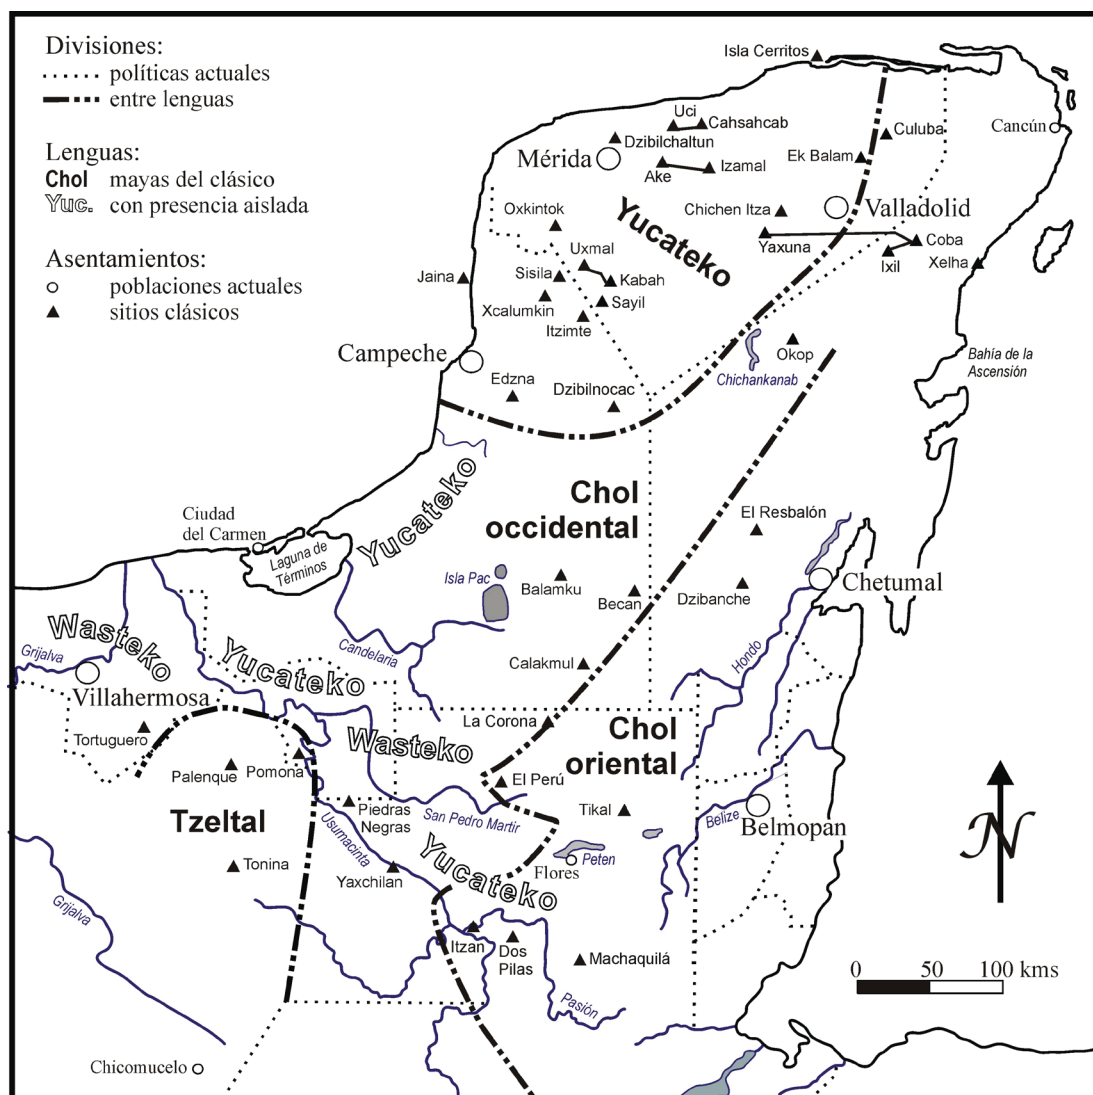 Divisiones:
políticas actuales
entre lenguas
Lenguas:
Chol mayas del clásico
Yuc. con presencia aislada
Asentamientos:
poblaciones actuales
sitios clásicos
Isla Cerritos
Uci
Cahsahcab
Culuba
Cancún
Dzibilchaltun
Mérida
Ake
Izamal
Ek Balam
Oxkintok
Yucateko
Chichen Itza
Valladolid
Yaxuna
Coba
Ixil
Xelha
Uxmal
Jaina
Sisila
Kabah
Xcalumkin
Sayil
Itzimte
Campeche
Okop
Chichankanab
Bahía de la
Ascensión
Edzna
Dzibilnocac
Yucateko
Chol
occidental
Ciudad
del Carmen
El Resbalón
Laguna de
Términos
Isla Pac
Balamku
Becan
Dzibanche
Chetumal
Wasteko
Grijalva
Yucateko
Candelaria
Calakmul
Hondo
Villahermosa
Tortuguero
La Corona
Chol
oriental
Wasteko
Palenque
Pomona
El Perú
Tikal
Piedras
Negras
San Pedro Martir
Belize
Belmopan
Tzeltal
Usumacinta
Yucateko
Peten
Flores
Tonina
Yaxchilan
N
Grijalva
Itzan
Dos
Pilas
Machaquilá
Pasión
0 50 100 kms
Chicomucelo